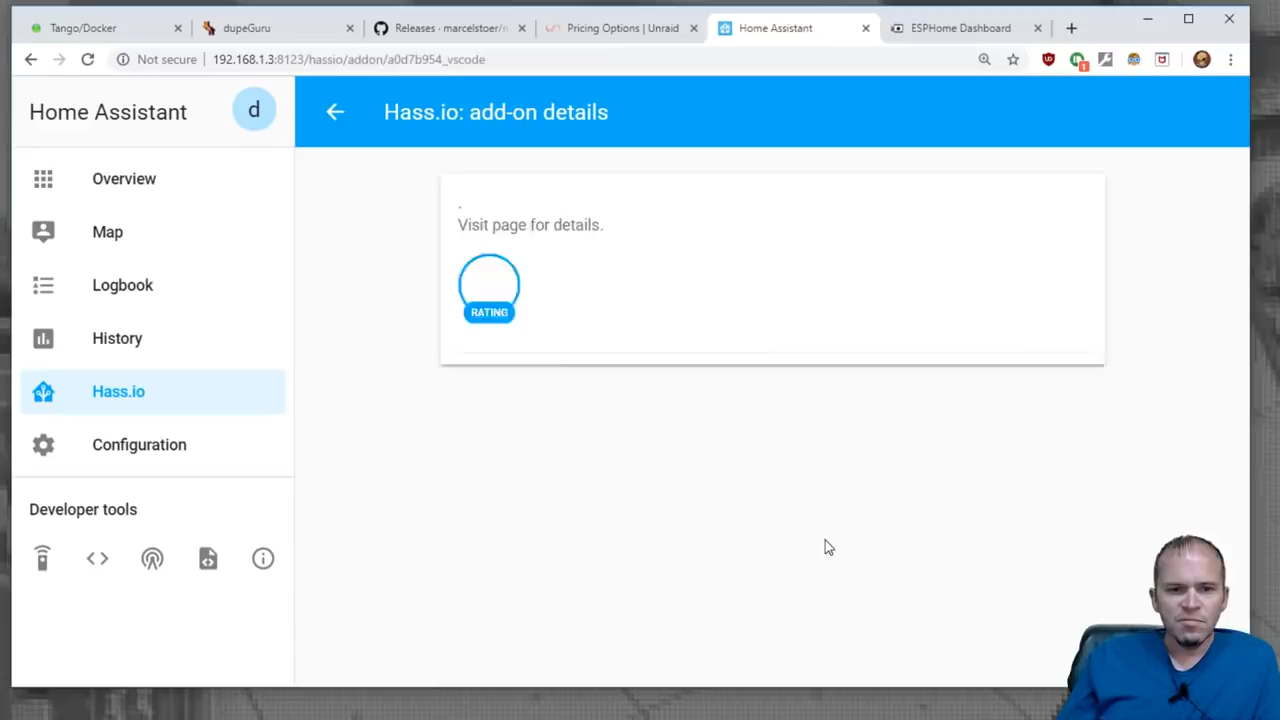 Tango/Docker
dupeGuru
Releases · marcelstoer/n
Pricing Options | Unraid
Home Assistant
ESPHome Dashboard
Not secure
192.168.1.3:8123/hassio/addon/a0d7b954_vscode
1
Home Assistant
d
Hass.io: add-on details
Overview
Map
Logbook
History
Hass.io
Configuration
Developer tools
.
Visit page for details.
RATING